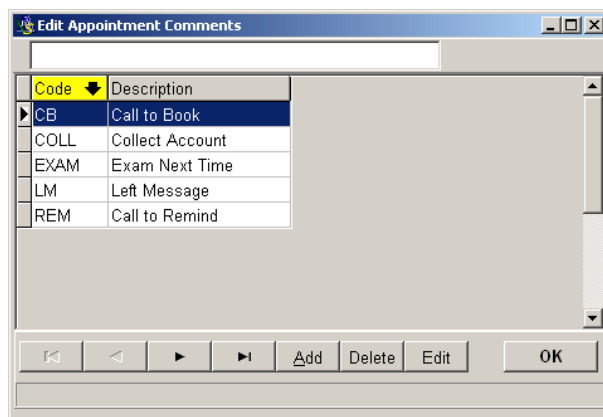 Edit Appointment Comments
Code Description
CB Call to Book
COLL Collect Account
EXAM Exam Next Time
LM Left Message
REM Call to Remind
Add Delete Edit OK